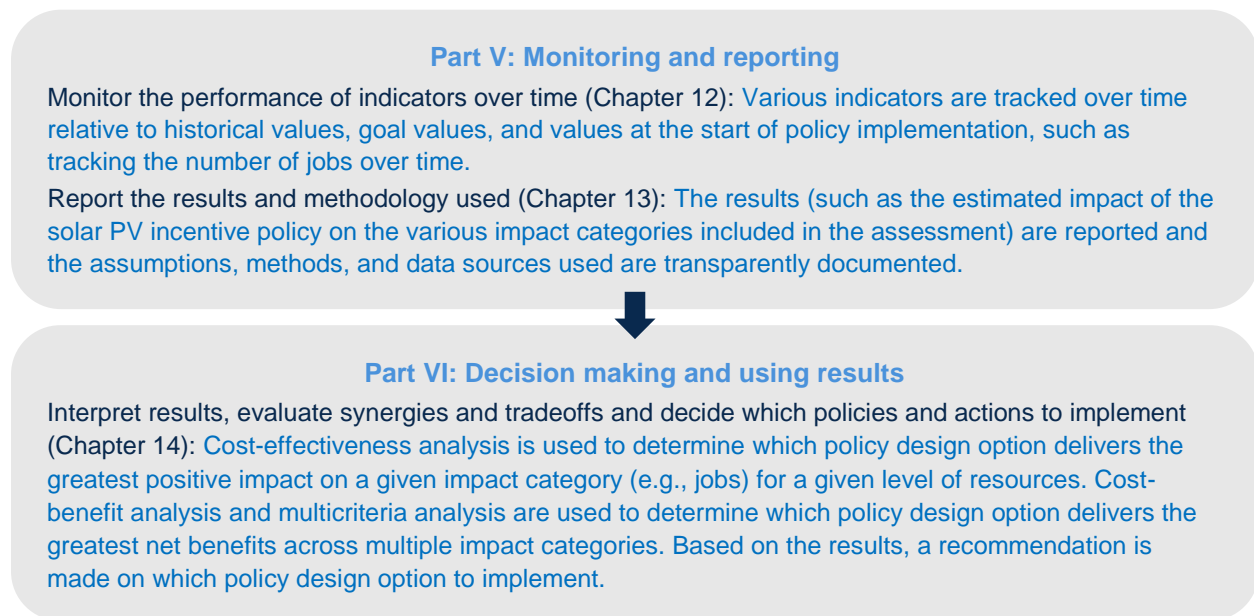 Part V: Monitoring and reporting
Monitor the performance of indicators over time (Chapter 12): Various indicators are tracked over time
relative to historical values, goal values, and values at the start of policy implementation, such as
tracking the number of jobs over time.
Report the results and methodology used (Chapter 13): The results (such as the estimated impact of the
solar PV incentive policy on the various impact categories included in the assessment) are reported and
the assumptions, methods, and data sources used are transparently documented.
Part VI: Decision making and using results
Interpret results, evaluate synergies and tradeoffs and decide which policies and actions to implement
(Chapter 14): Cost-effectiveness analysis is used to determine which policy design option delivers the
greatest positive impact on a given impact category (e.g., jobs) for a given level of resources. Cost-
benefit analysis and multicriteria analysis are used to determine which policy design option delivers the
greatest net benefits across multiple impact categories. Based on the results, a recommendation is
made on which policy design option to implement.